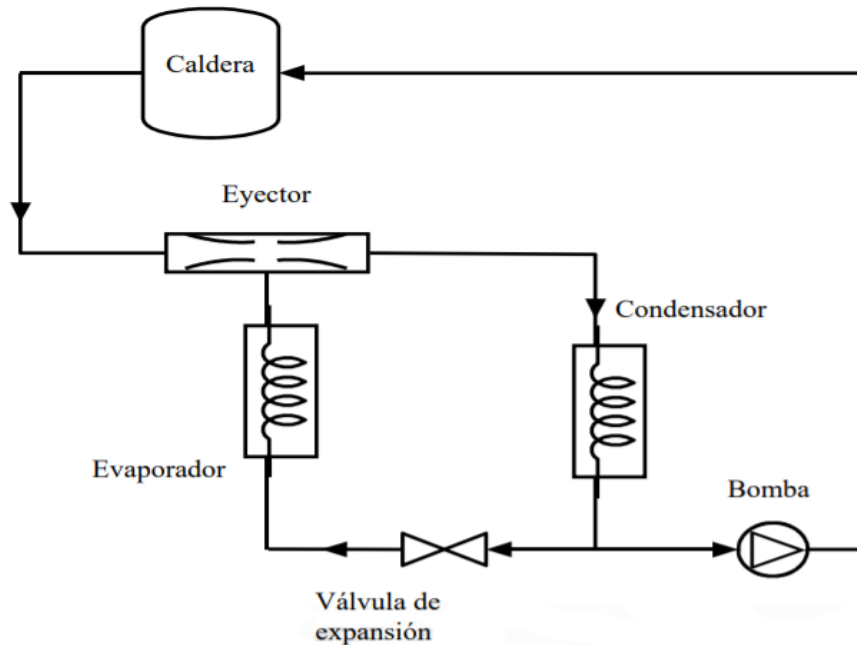 Caldera
Eyector
Condensador
Evaporador
Bomba
Válvula de
expansión